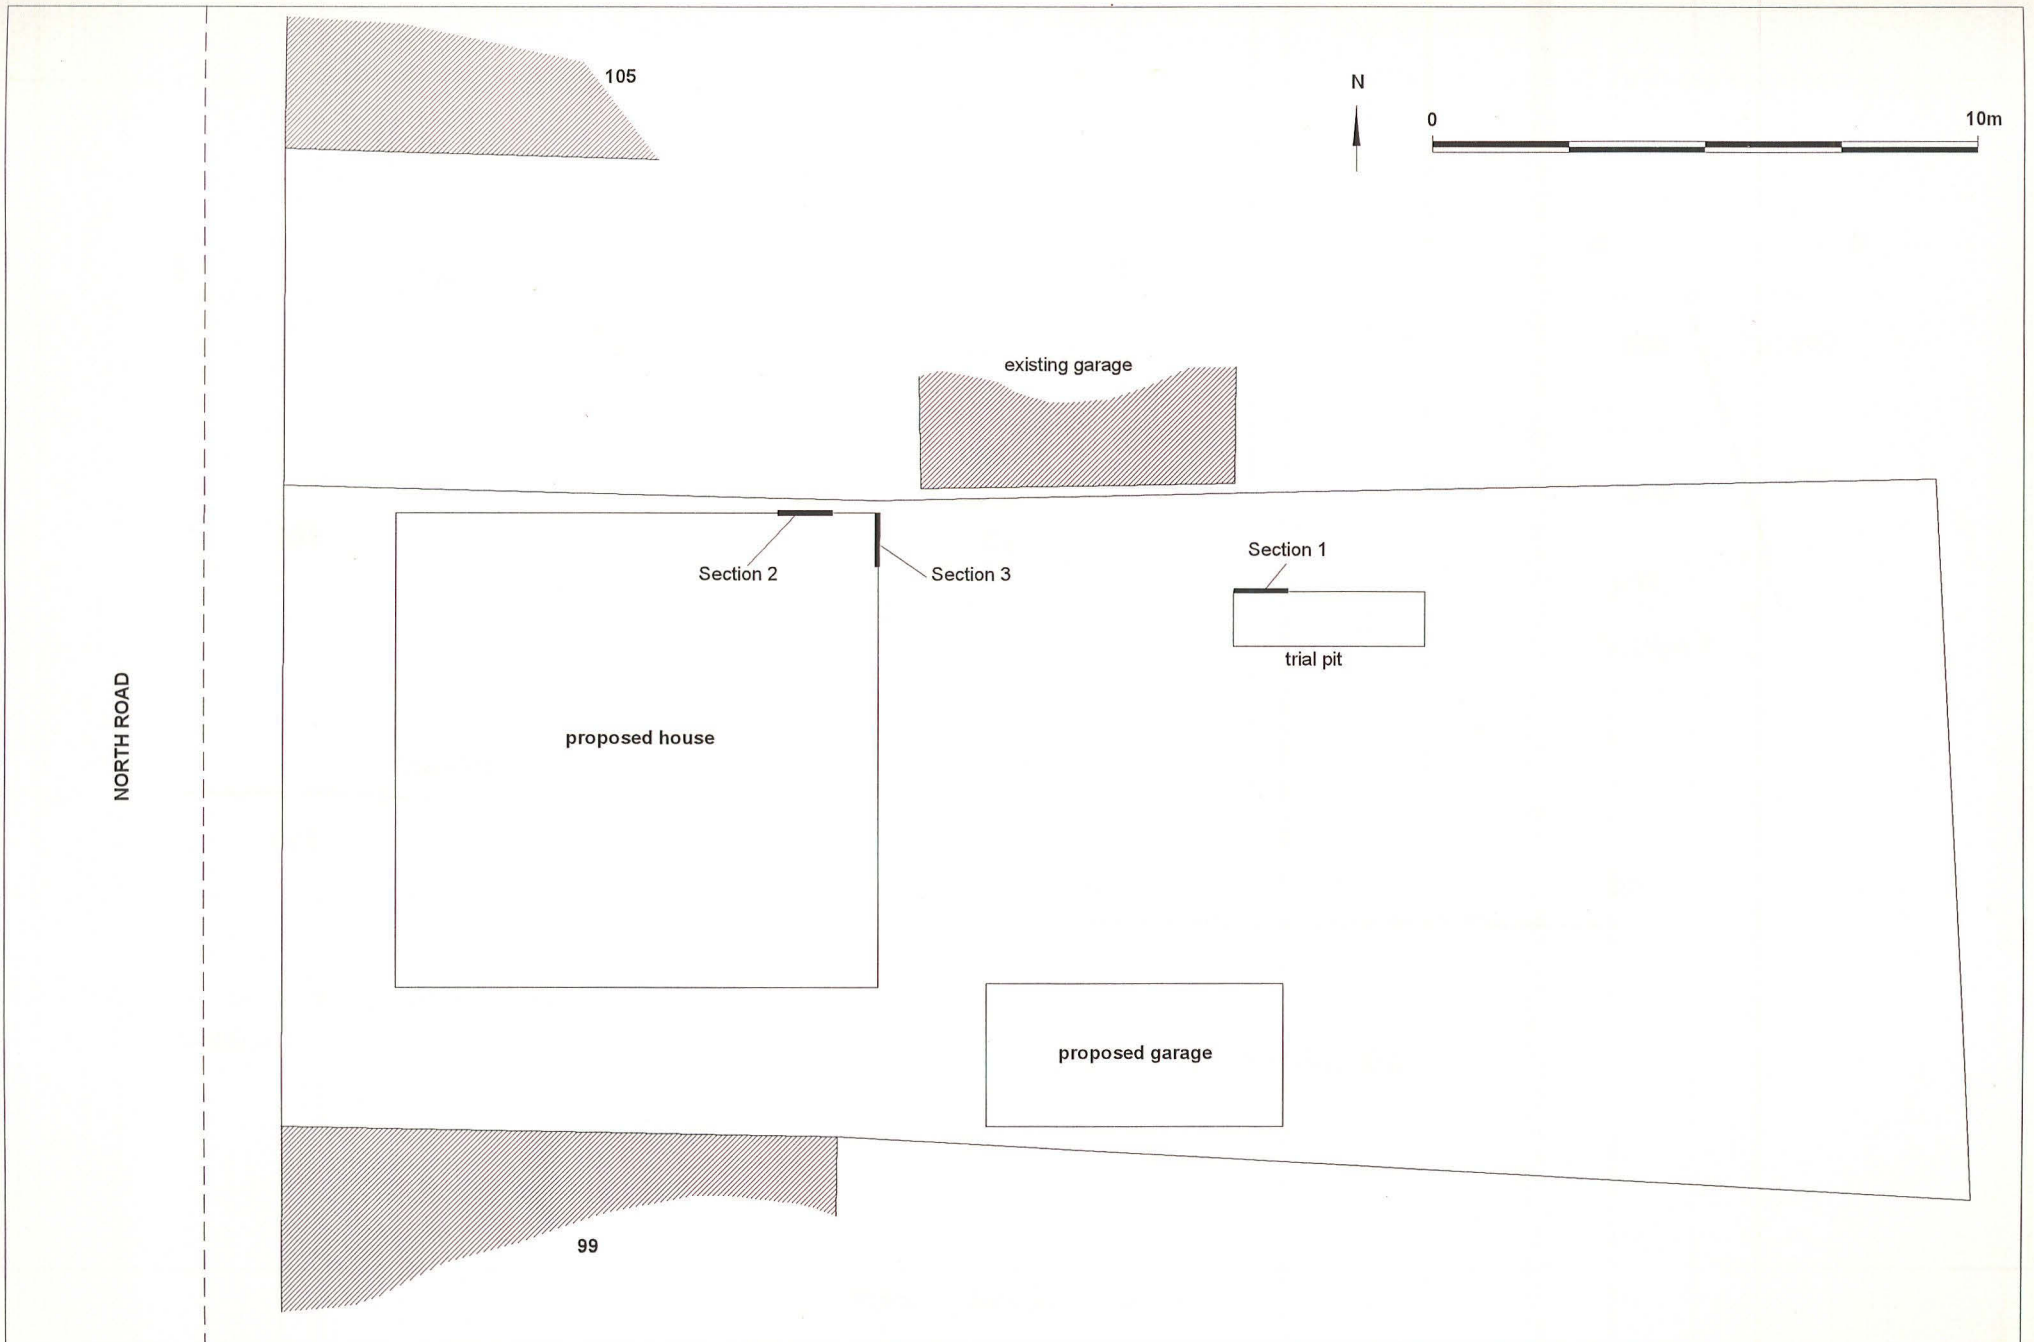 105
N
0
10m
existing garage
Section 1
Section 2
Section 3
trial pit
NORTH ROAD
proposed house
proposed garage
99